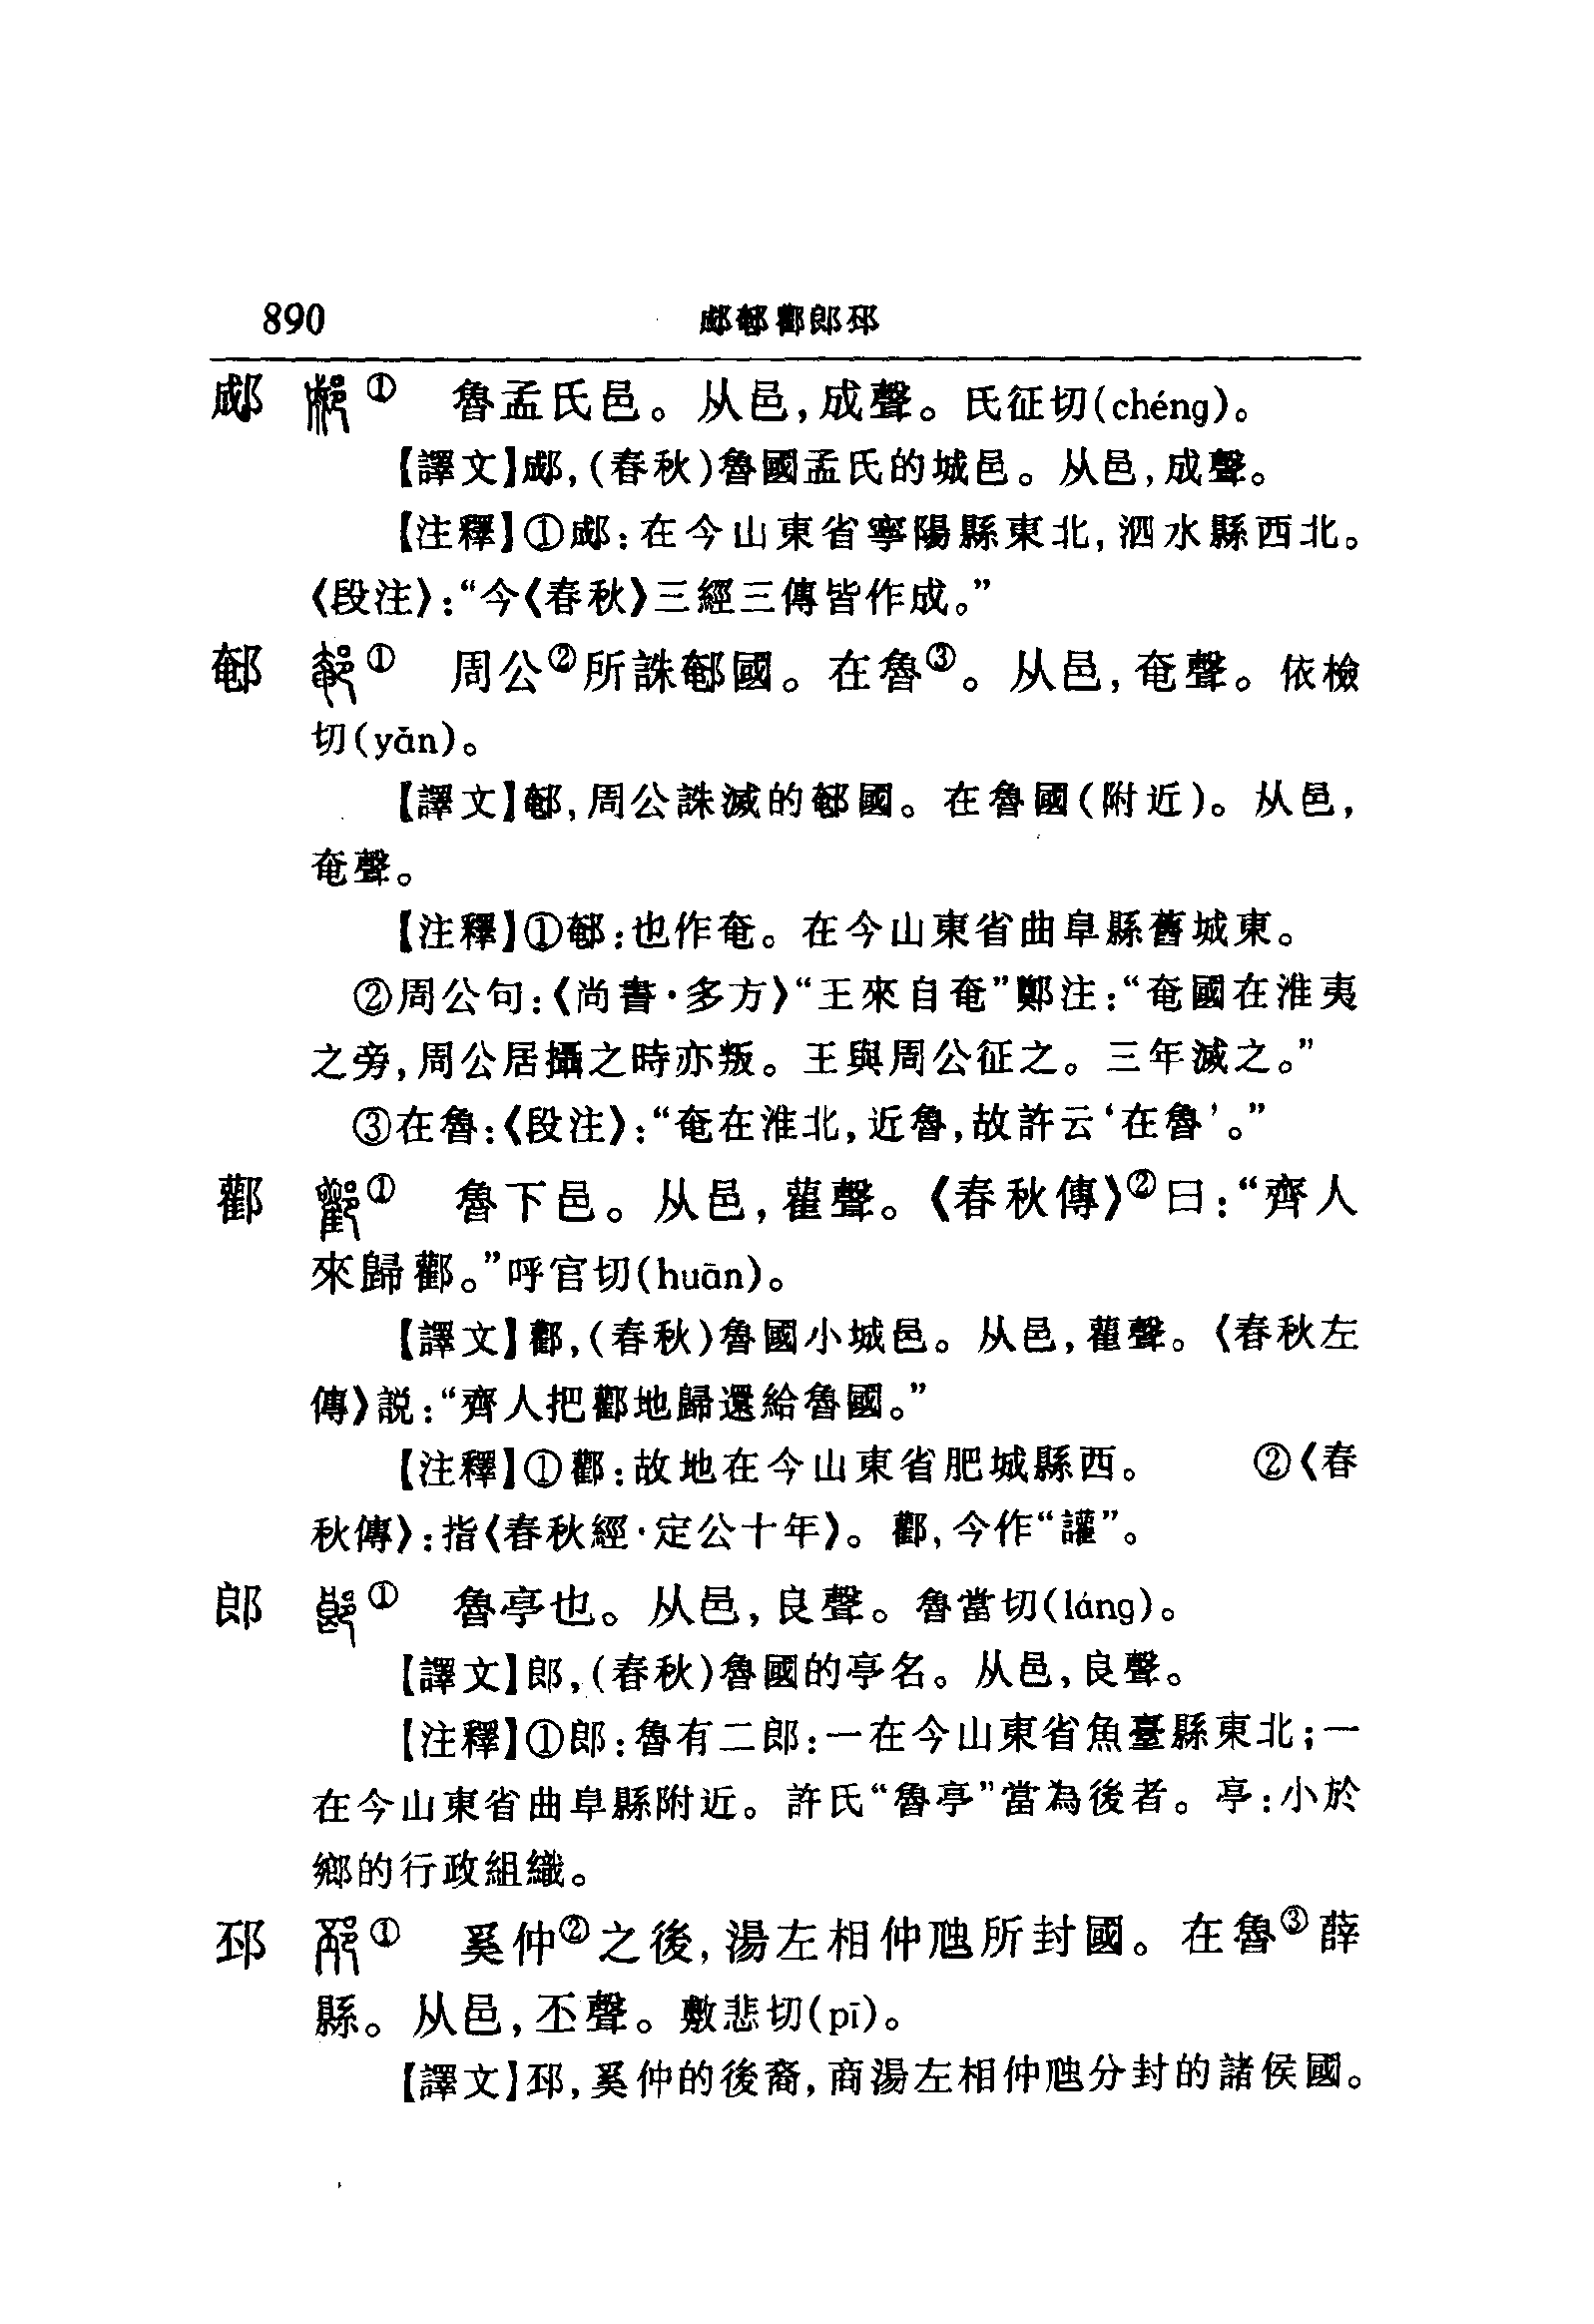 890 郕𨜏酄郎邳
郕 ① 魯孟氏邑。从邑，成聲。氏征切(chéng)。
【譯文】郕，(春秋)魯國孟氏的城邑。从邑，成聲。
【注釋】①郕：在今山東省寧陽縣東北，泗水縣西北。
《段注》：“今《春秋》三經三傳皆作成。”
𨜏 ① 周公②所誅𨜏國。在魯③。从邑，奄聲。依檢
切(yǎn)。
【譯文】𨜏，周公誅滅的𨜏國。在魯國(附近)。从邑，
奄聲。
【注釋】①𨜏：也作奄。在今山東省曲阜縣舊城東。
②周公句：《尚書·多方》“王來自奄”鄭注：“奄國在淮夷
之旁，周公居攝之時亦叛。王與周公征之。三年滅之。”
③在魯：《段注》：“奄在淮北，近魯，故許云‘在魯’。”
酄 ① 魯下邑。从邑，雚聲。《春秋傳》②曰：“齊人
來歸酄。”呼官切(huān)。
【譯文】酄，(春秋)魯國小城邑。从邑，雚聲。《春秋左
傳》説：“齊人把酄地歸還給魯國。”
【注釋】①酄：故地在今山東省肥城縣西。 ②《春
秋傳》：指《春秋經·定公十年》。酄，今作“讙”。
郎 ① 魯亭也。从邑，良聲。魯當切(láng)。
【譯文】郎，(春秋)魯國的亭名。从邑，良聲。
【注釋】①郎：魯有二郎：一在今山東省魚臺縣東北；一
在今山東省曲阜縣附近。許氏“魯亭”當為後者。亭：小於
鄉的行政組織。
邳 ① 奚仲②之後，湯左相仲虺所封國。在魯③薛
縣。从邑，丕聲。敷悲切(pī)。
【譯文】邳，奚仲的後裔，商湯左相仲虺分封的諸侯國。